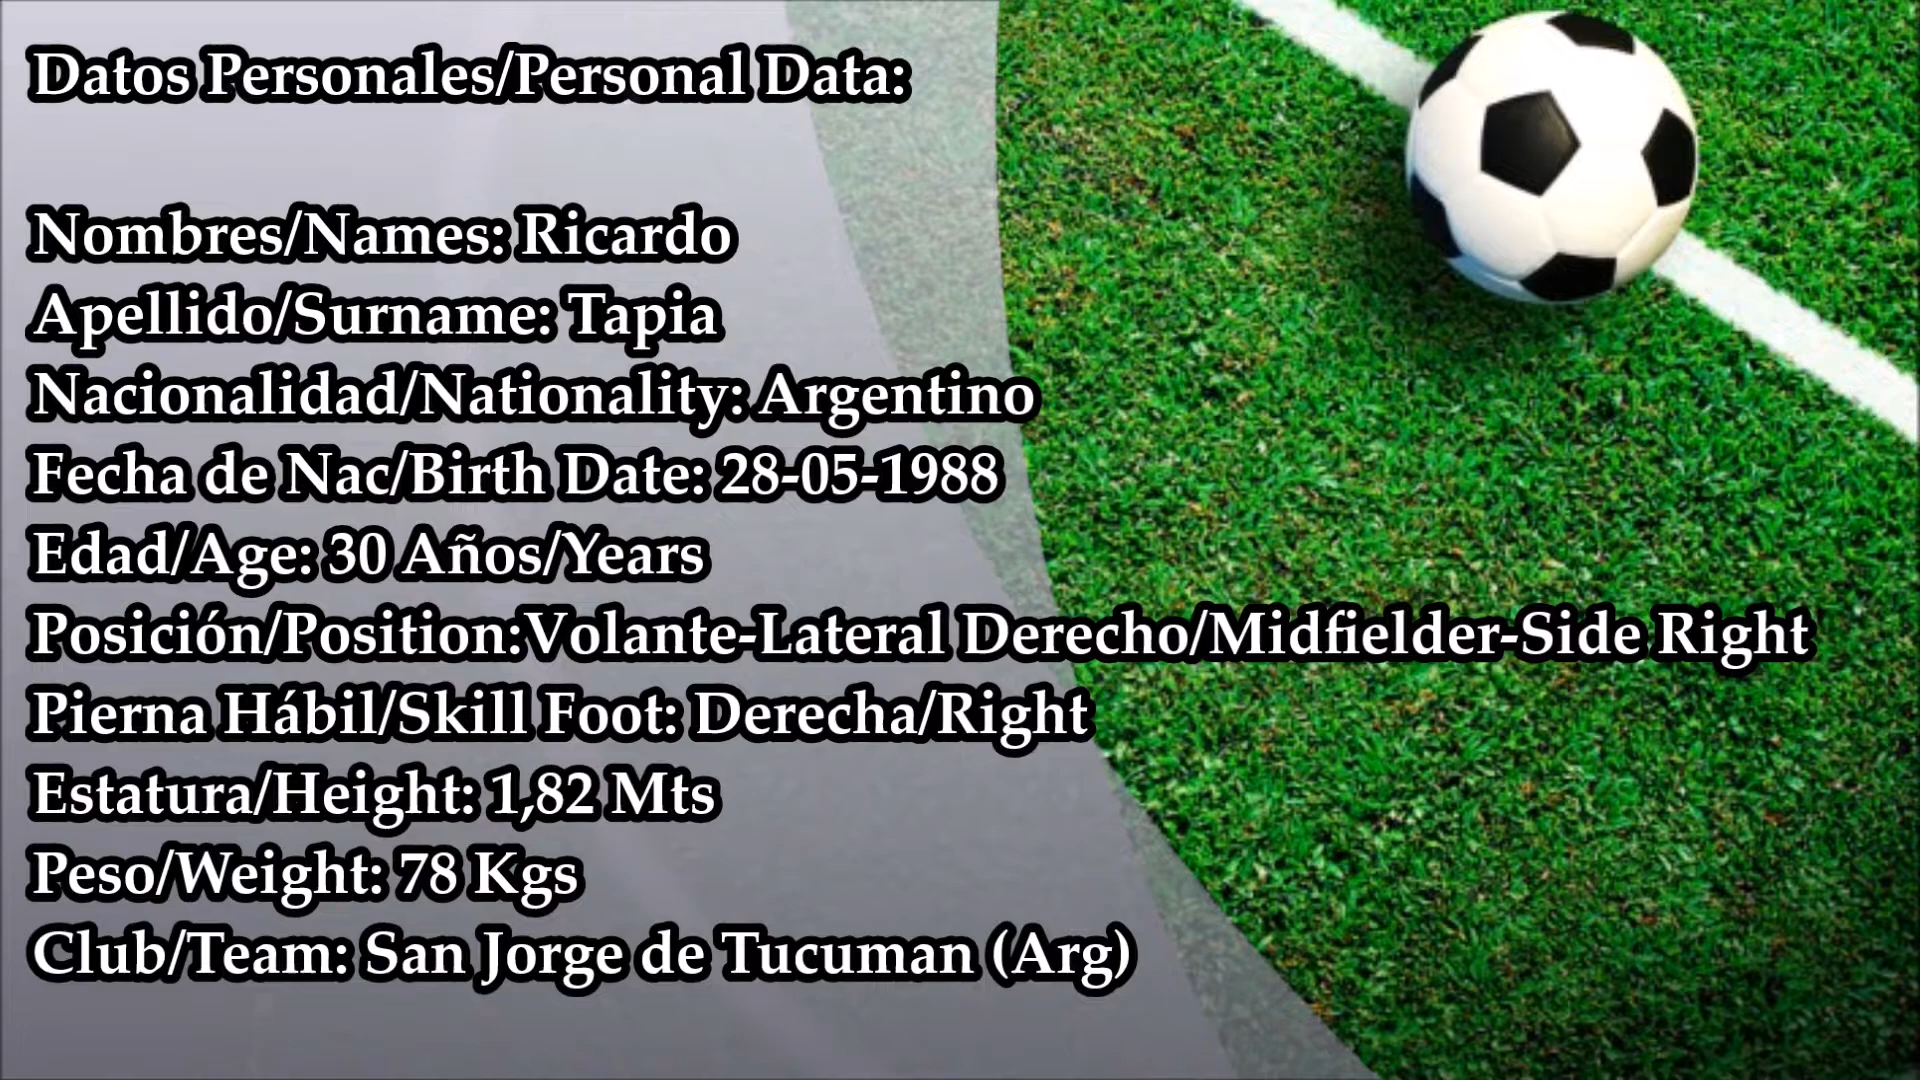 Datos Personales/Personal Data:
Nombres/Names: Ricardo
Apellido/Surname: Tapia
Nacionalidad/Nationality: Argentino
Fecha de Nac/Birth Date: 28-05-1988
Edad/Age: 30 Años/Years
Posición/Position:Volante-Lateral Derecho/Midfielder-Side Right
Pierna Hábil/Skill Foot: Derecha/Right
Estatura/Height: 1,82 Mts
Peso/Weight: 78 Kgs
Club/Team: San Jorge de Tucuman (Arg)